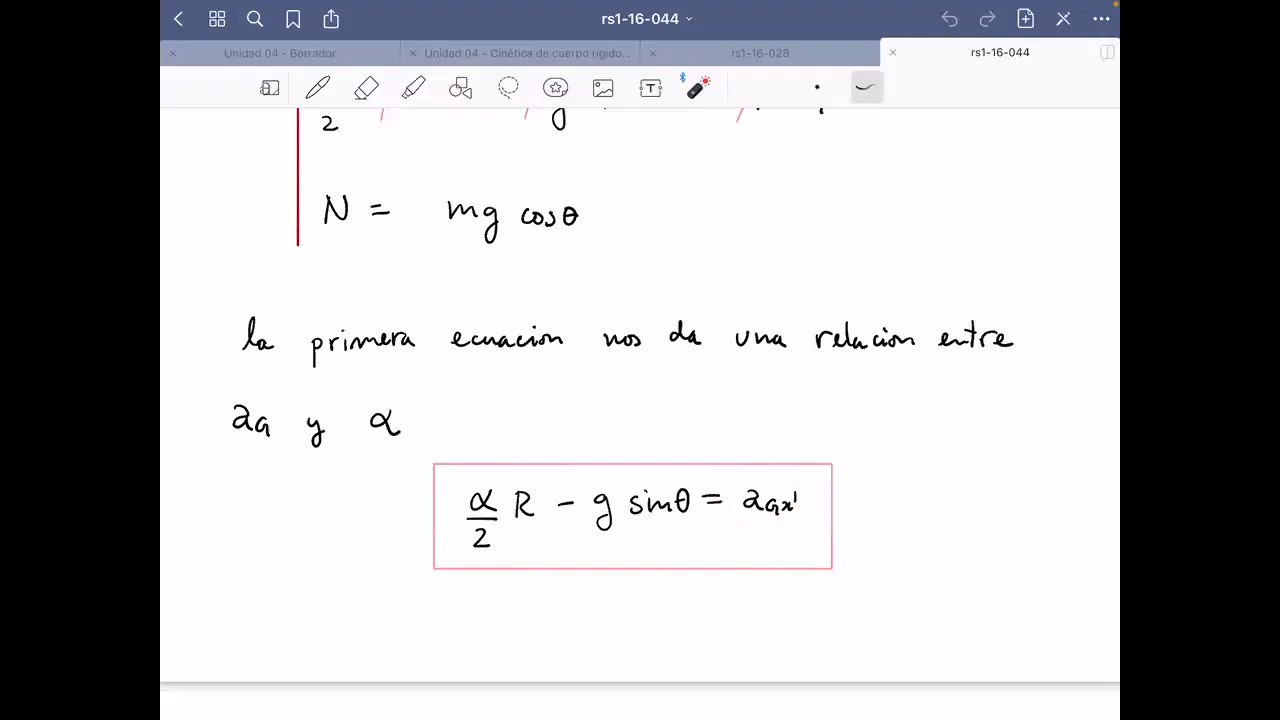 rs1-16-044
Unidad 04 - Borrador
Unidad 04 - Cinética de cuerpo rígido...
rs1-16-028
rs1-16-044
T
2
g
N = mg cosθ
la primera ecuacion nos da una relacion entre
aG y α
α/2 R - g sinθ = aGx'